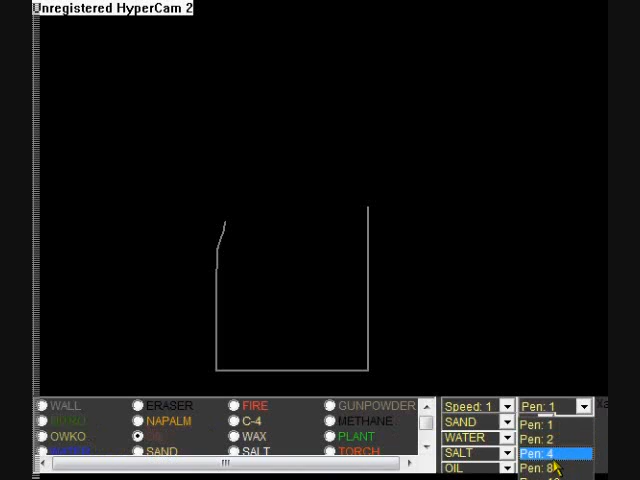 Unregistered HyperCam 2
WALL ERASER FIRE GUNPOWDER
NAPALM C-4 METHANE
OWKO WAX PLANT
SAND SALT TORCH
Speed: 1 Pen: 1
SAND Pen: 1
WATER Pen: 2
SALT Pen: 4
OIL Pen: 8